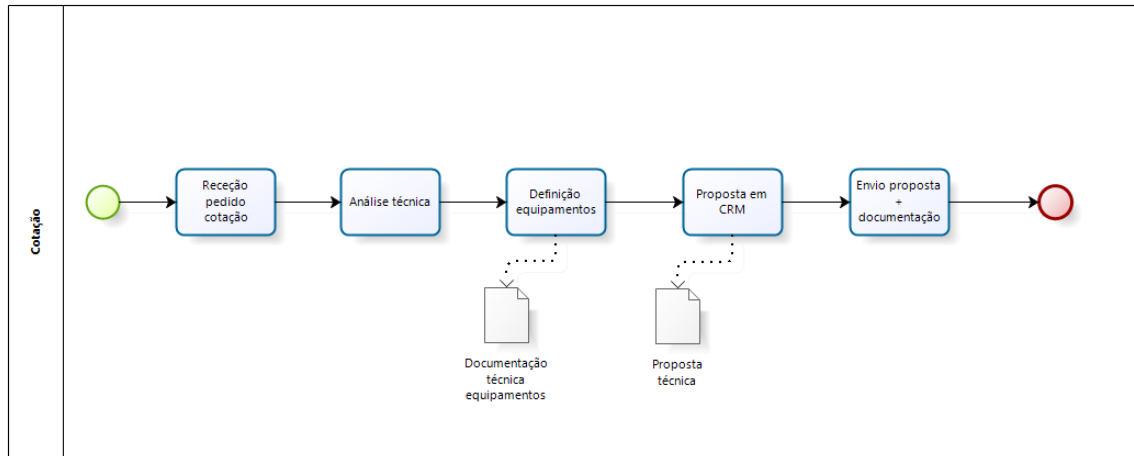 Cotação
Receção
pedido
cotação
Análise técnica
Definição
equipamentos
Proposta em
CRM
Envio proposta
+
documentação
Documentação
técnica
equipamentos
Proposta
técnica